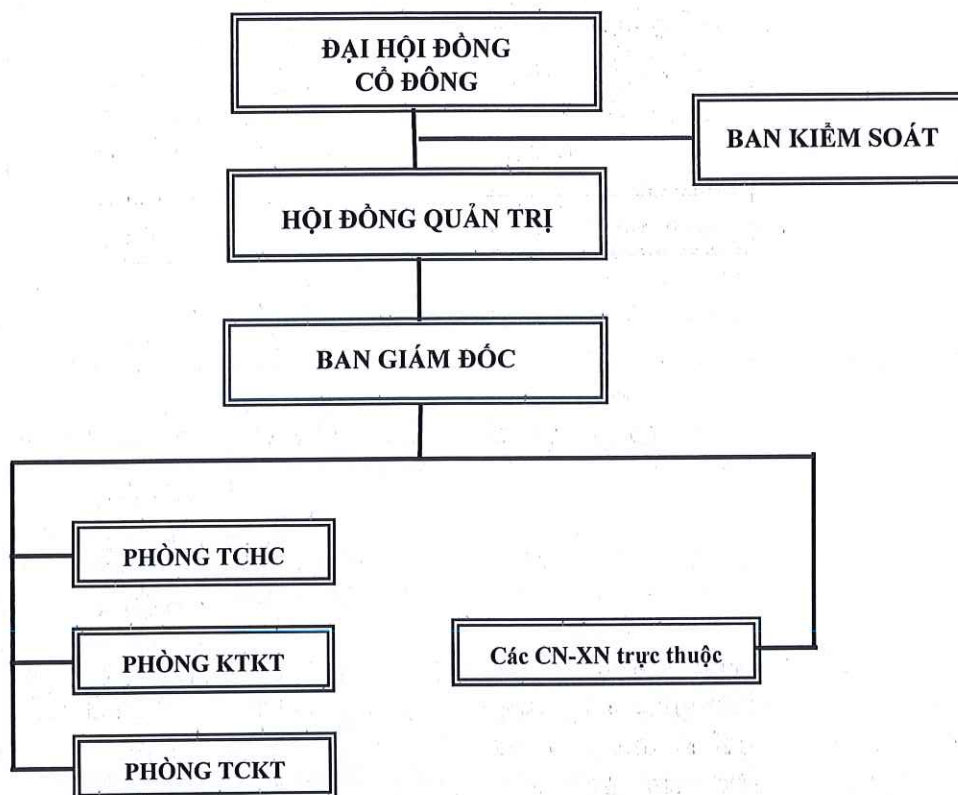 ĐẠI HỘI ĐỒNG
CỔ ĐÔNG
BAN KIỂM SOÁT
HỘI ĐỒNG QUẢN TRỊ
BAN GIÁM ĐỐC
PHÒNG TCHC
PHÒNG KTKT
Các CN-XN trực thuộc
PHÒNG TCKT